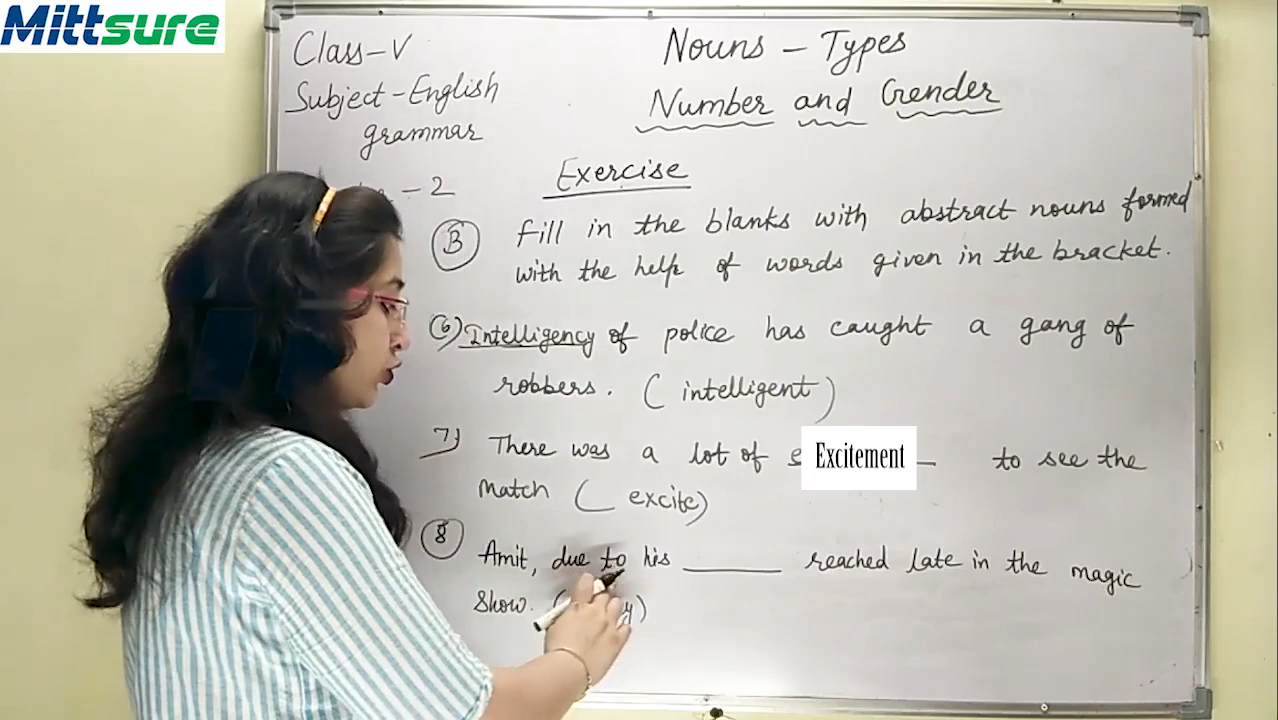 Mittsure
Class-V
Subject-English
grammar
- 2
Nouns - Types
Number and Gender
Exercise
(B) Fill in the blanks with abstract nouns formed
with the help of words given in the bracket.
(6) Intelligency of police has caught a gang of
robbers. ( intelligent )
7) There was a lot of Excitement to see the
Match ( excite)
(8) Amit, due to his ______ reached late in the magic
show.